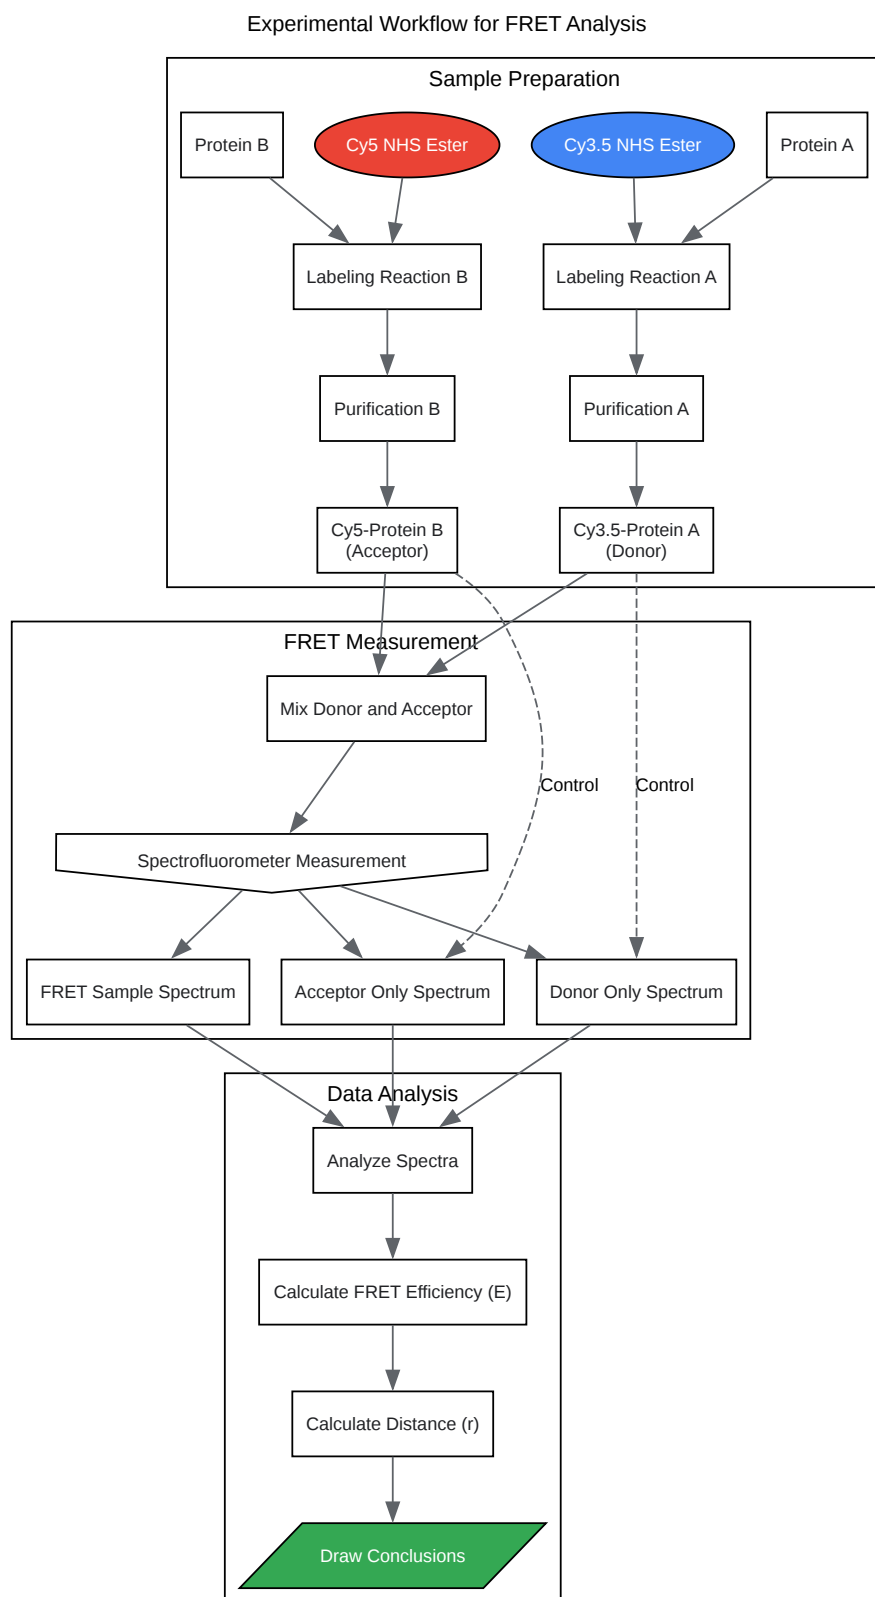 Experimental Workflow for FRET Analysis
Sample Preparation
Protein B
Cy5 NHS Ester
Cy3.5 NHS Ester
Protein A
Labeling Reaction B
Labeling Reaction A
Purification B
Purification A
Cy5-Protein B
(Acceptor)
Cy3.5-Protein A
(Donor)
FRET Measurement
Mix Donor and Acceptor
Control
Control
Spectrofluorometer Measurement
FRET Sample Spectrum
Acceptor Only Spectrum
Donor Only Spectrum
Data Analysis
Analyze Spectra
Calculate FRET Efficiency (E)
Calculate Distance (r)
Draw Conclusions